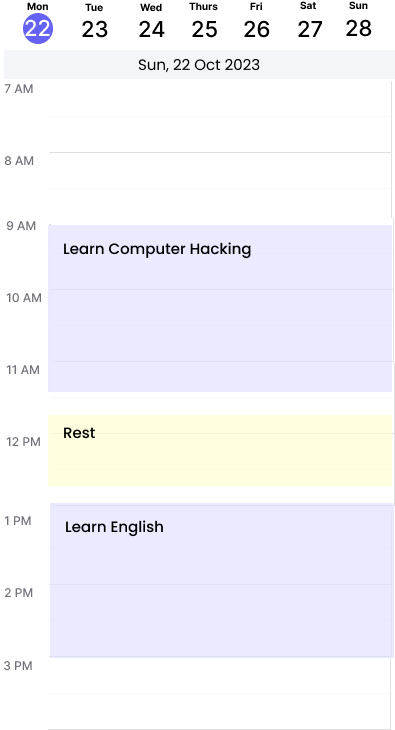 Mon Tue Wed Thurs Fri Sat Sun
22 23 24 25 26 27 28
Sun, 22 Oct 2023
7 AM
8 AM
9 AM
Learn Computer Hacking
10 AM
11 AM
Rest
12 PM
1 PM
Learn English
2 PM
3 PM